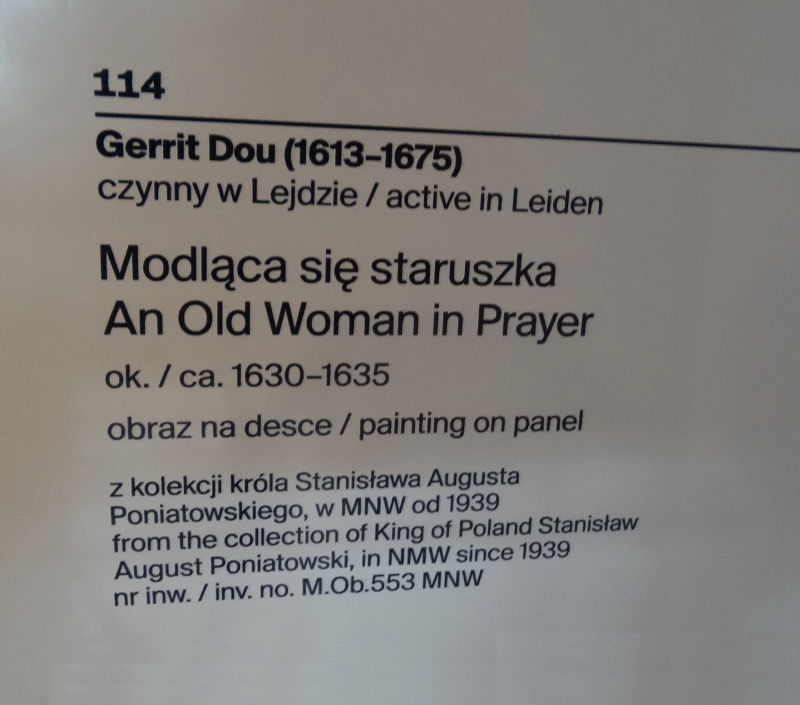 114
Gerrit Dou (1613–1675)
czynny w Lejdzie / active in Leiden
Modląca się staruszka
An Old Woman in Prayer
ok. / ca. 1630–1635
obraz na desce / painting on panel
z kolekcji króla Stanisława Augusta
Poniatowskiego, w MNW od 1939
from the collection of King of Poland Stanisław
August Poniatowski, in NMW since 1939
nr inw. / inv. no. M.Ob.553 MNW